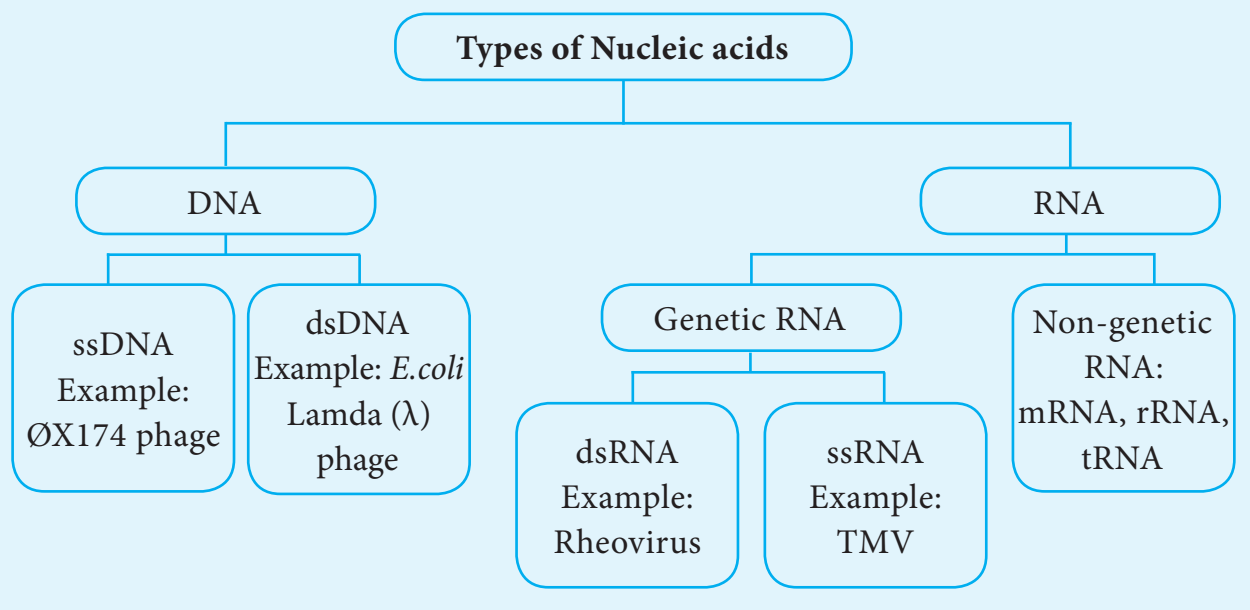 Types of Nucleic acids
DNA
RNA
ssDNA
Example:
ØX174 phage
dsDNA
Example: E.coli
Lamda (λ)
phage
Genetic RNA
dsRNA
Example:
Rheovirus
ssRNA
Example:
TMV
Non-genetic
RNA:
mRNA, rRNA,
tRNA